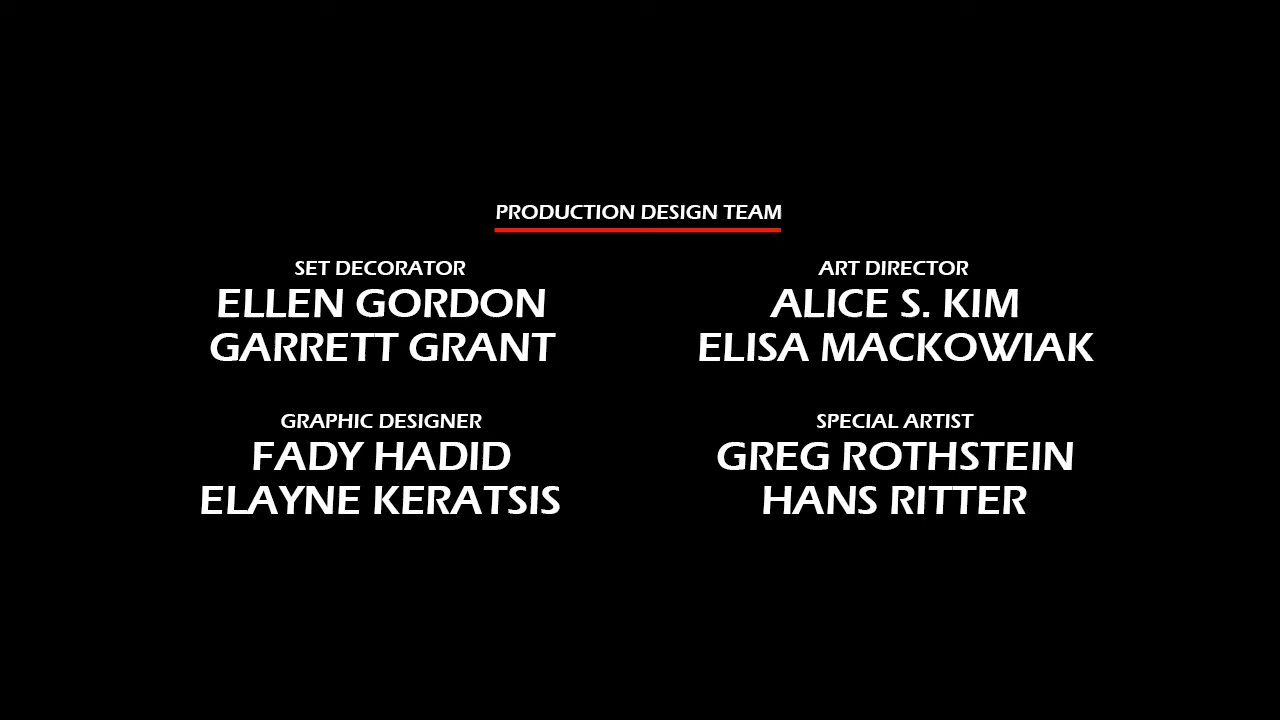 PRODUCTION DESIGN TEAM
SET DECORATOR
ELLEN GORDON
GARRETT GRANT
ART DIRECTOR
ALICE S. KIM
ELISA MACKOWIAK
GRAPHIC DESIGNER
FADY HADID
ELAYNE KERATSIS
SPECIAL ARTIST
GREG ROTHSTEIN
HANS RITTER